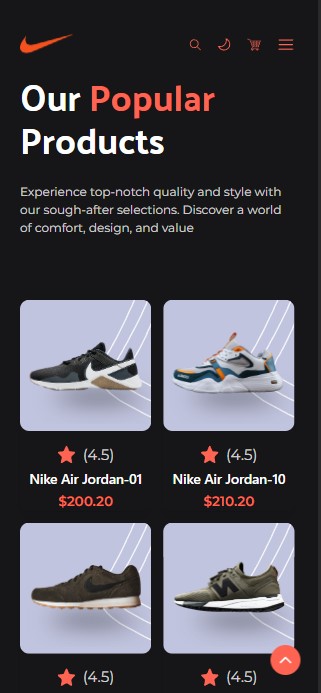 Our Popular
Products
Experience top-notch quality and style with
our sough-after selections. Discover a world
of comfort, design, and value
(4.5)
(4.5)
Nike Air Jordan-01
Nike Air Jordan-10
$200.20
$210.20
(4.5)
(4.5)